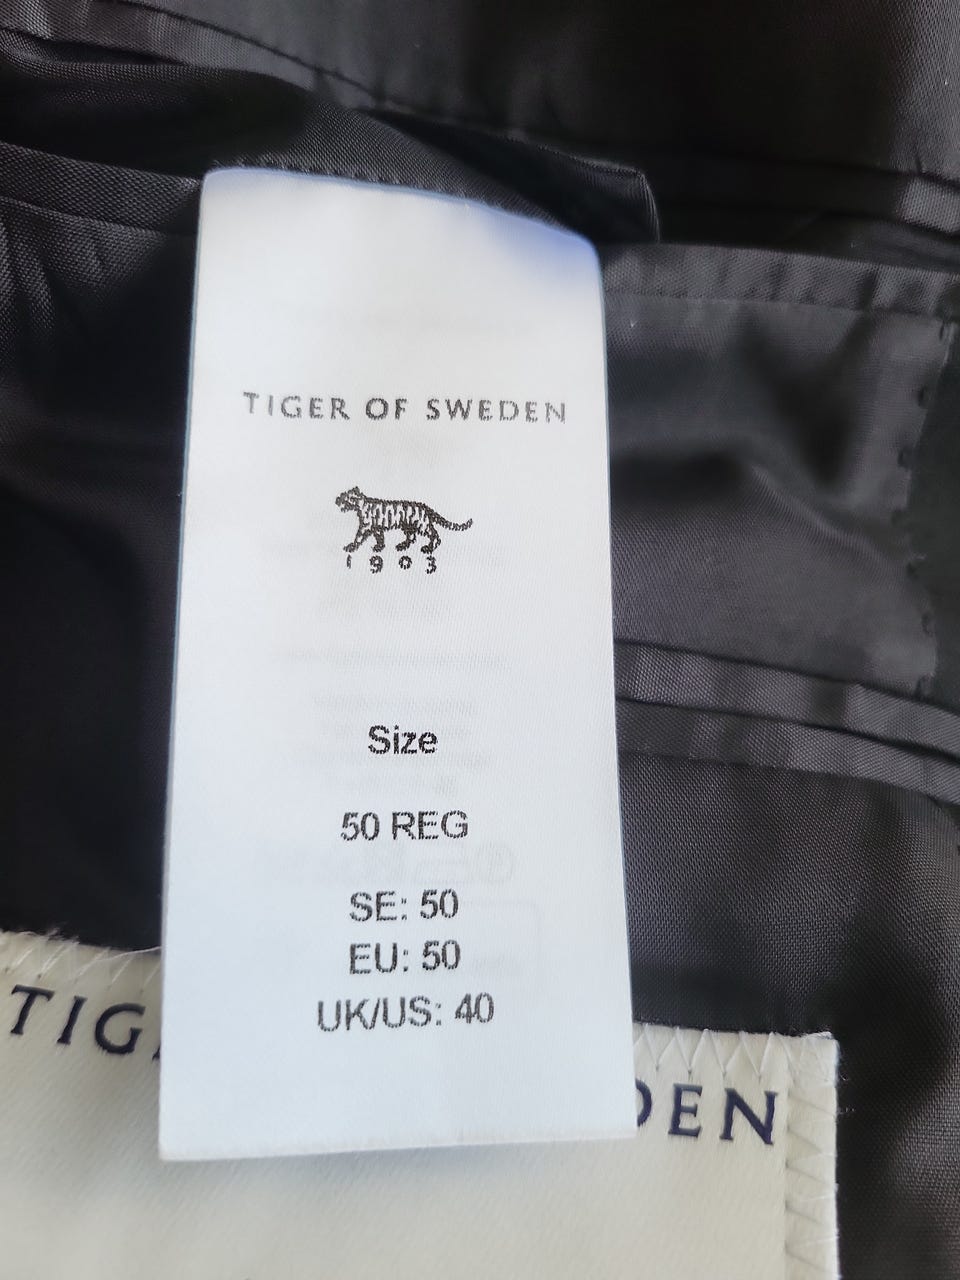 TIGER OF SWEDEN
1903
Size
50 REG
SE: 50
EU: 50
UK/US: 40
TIG
DEN